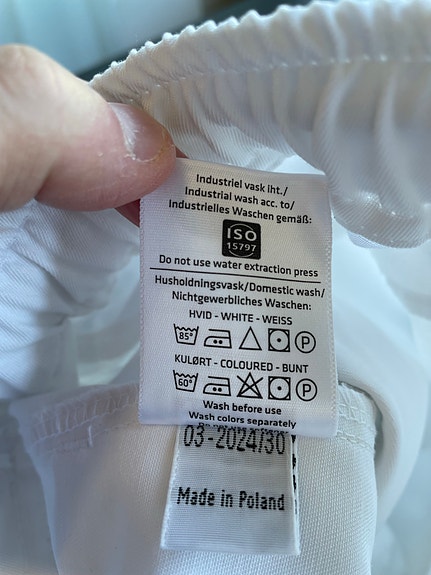 Industriel vask iht./
Industrial wash acc. to/
Industrielles Waschen gemäß:
ISO
15797
Do not use water extraction press
Husholdningsvask/Domestic wash/
Nichtgewerbliches Waschen:
HVID - WHITE - WEISS
85° P
KULØRT - COLOURED - BUNT
60° P
Wash before use
Wash colors separately
03-2024/30
Made in Poland